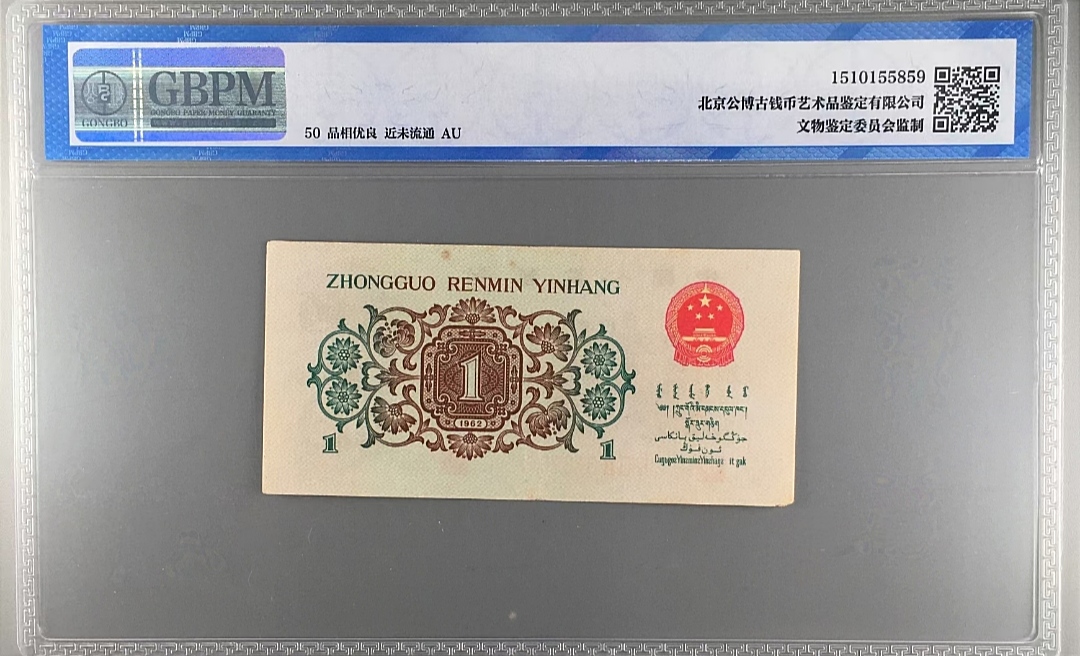 GBPM
GONGBO PAPER MONEY GUARANTY
GONGBO
50 品相优良 近未流通 AU
1510155859
北京公博古钱币艺术品鉴定有限公司
文物鉴定委员会监制
ZHONGGUO RENMIN YINHANG
1
1962
1
1